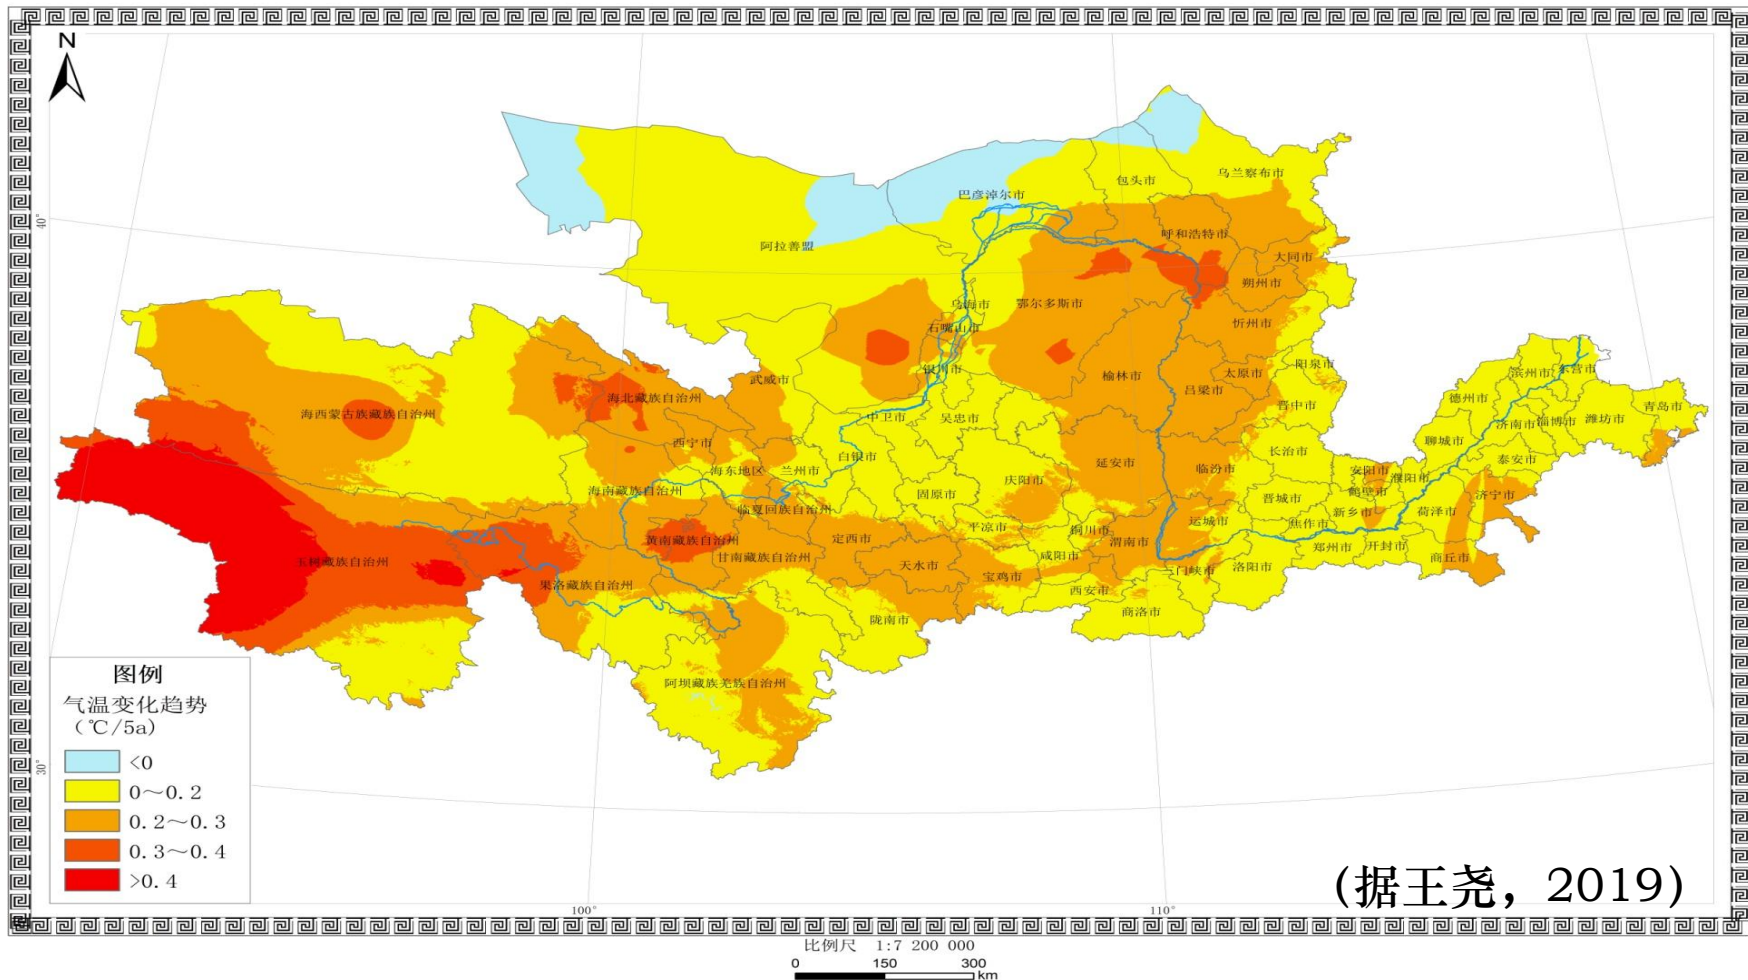 N
乌兰察布市
包头市
巴彦淖尔市
呼和浩特市
阿拉善盟
大同市
朔州市
乌海市
鄂尔多斯市
忻州市
石嘴山市
阳泉市
银川市
太原市
滨州市
东营市
武威市
榆林市
吕梁市
海北藏族自治州
德州市
青岛市
晋中市
海西蒙古族藏族自治州
中卫市
吴忠市
济南市
淄博市
潍坊市
西宁市
聊城市
长治市
白银市
泰安市
延安市
临汾市
海东地区
兰州市
安阳市
濮阳市
庆阳市
海南藏族自治州
固原市
鹤壁市
济宁市
晋城市
临夏回族自治州
新乡市
菏泽市
运城市
焦作市
平凉市
铜川市
黄南藏族自治州
定西市
渭南市
郑州市
开封市
甘南藏族自治州
咸阳市
商丘市
玉树藏族自治州
天水市
三门峡市
洛阳市
宝鸡市
果洛藏族自治州
西安市
商洛市
陇南市
阿坝藏族羌族自治州
40°
30°
图例
气温变化趋势
(℃/5a)
<0
0～0.2
0.2～0.3
0.3～0.4
>0.4
(据王尧，2019)
100°
110°
比例尺 1:7 200 000
0 150 300
km